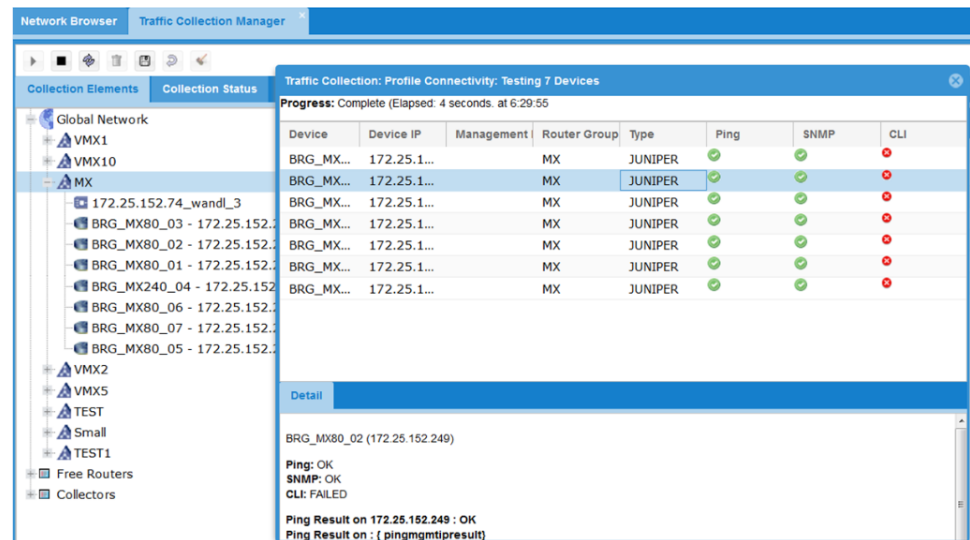 Network Browser
Traffic Collection Manager
Collection Elements
Collection Status
Global Network
VMX1
VMX10
MX
172.25.152.74_wandl_3
BRG_MX80_03 - 172.25.152.
BRG_MX80_02 - 172.25.152.
BRG_MX80_01 - 172.25.152.
BRG_MX240_04 - 172.25.152
BRG_MX80_06 - 172.25.152.
BRG_MX80_07 - 172.25.152.
BRG_MX80_05 - 172.25.152.
VMX2
VMX5
TEST
Small
TEST1
Free Routers
Collectors
Traffic Collection: Profile Connectivity: Testing 7 Devices
Progress: Complete (Elapsed: 4 seconds. at 6:29:55
Device Device IP Management Router Group Type Ping SNMP CLI
BRG_MX... 172.25.1... MX JUNIPER
BRG_MX... 172.25.1... MX JUNIPER
BRG_MX... 172.25.1... MX JUNIPER
BRG_MX... 172.25.1... MX JUNIPER
BRG_MX... 172.25.1... MX JUNIPER
BRG_MX... 172.25.1... MX JUNIPER
BRG_MX... 172.25.1... MX JUNIPER
Detail
BRG_MX80_02 (172.25.152.249)
Ping: OK
SNMP: OK
CLI: FAILED
Ping Result on 172.25.152.249 : OK
Ping Result on : { pingmgmtipresult}